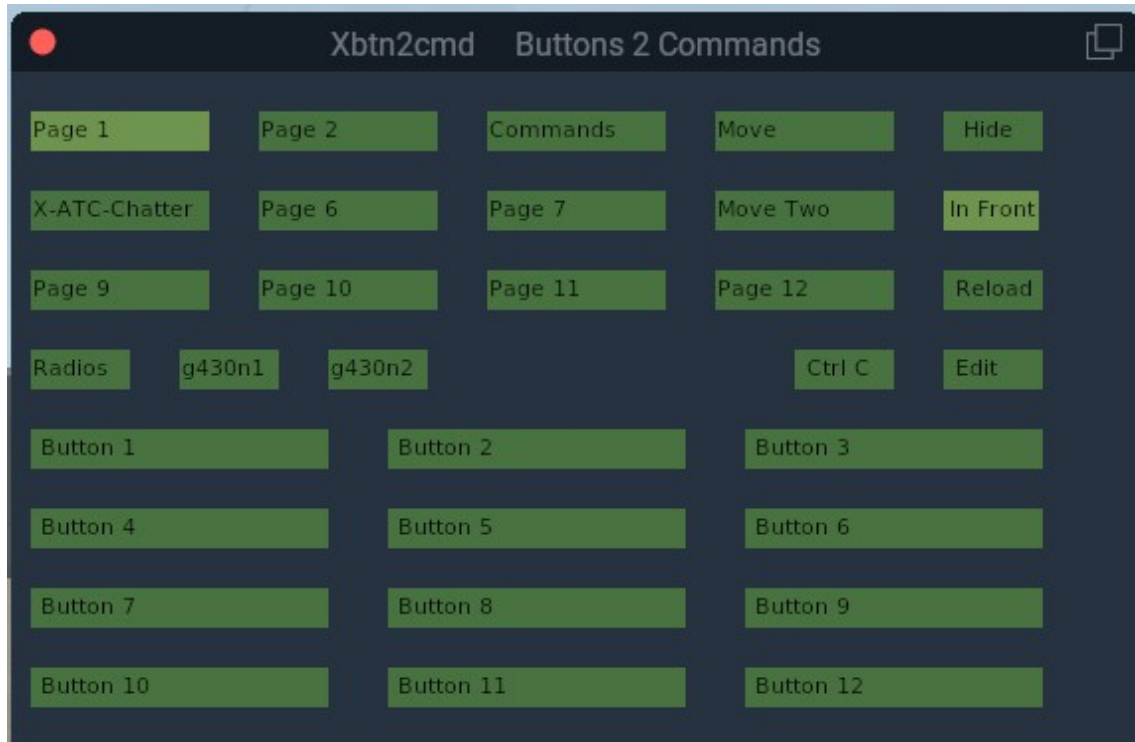 Xbtn2cmd Buttons 2 Commands
Page 1 Page 2 Commands Move Hide
X-ATC-Chatter Page 6 Page 7 Move Two In Front
Page 9 Page 10 Page 11 Page 12 Reload
Radios g430n1 g430n2 Ctrl C Edit
Button 1 Button 2 Button 3
Button 4 Button 5 Button 6
Button 7 Button 8 Button 9
Button 10 Button 11 Button 12